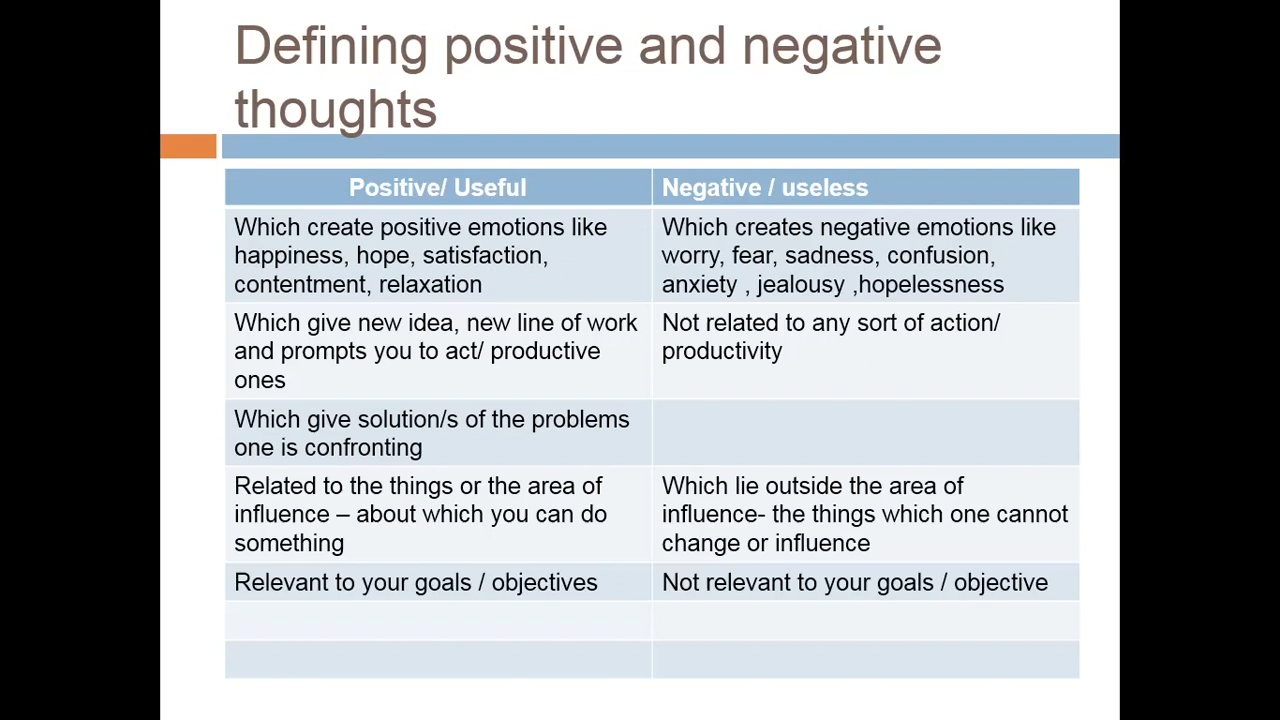 Defining positive and negative
thoughts
Positive/ Useful
Negative / useless
Which create positive emotions like
happiness, hope, satisfaction,
contentment, relaxation
Which creates negative emotions like
worry, fear, sadness, confusion,
anxiety , jealousy ,hopelessness
Which give new idea, new line of work
and prompts you to act/ productive
ones
Not related to any sort of action/
productivity
Which give solution/s of the problems
one is confronting
Related to the things or the area of
influence – about which you can do
something
Which lie outside the area of
influence- the things which one cannot
change or influence
Relevant to your goals / objectives
Not relevant to your goals / objective